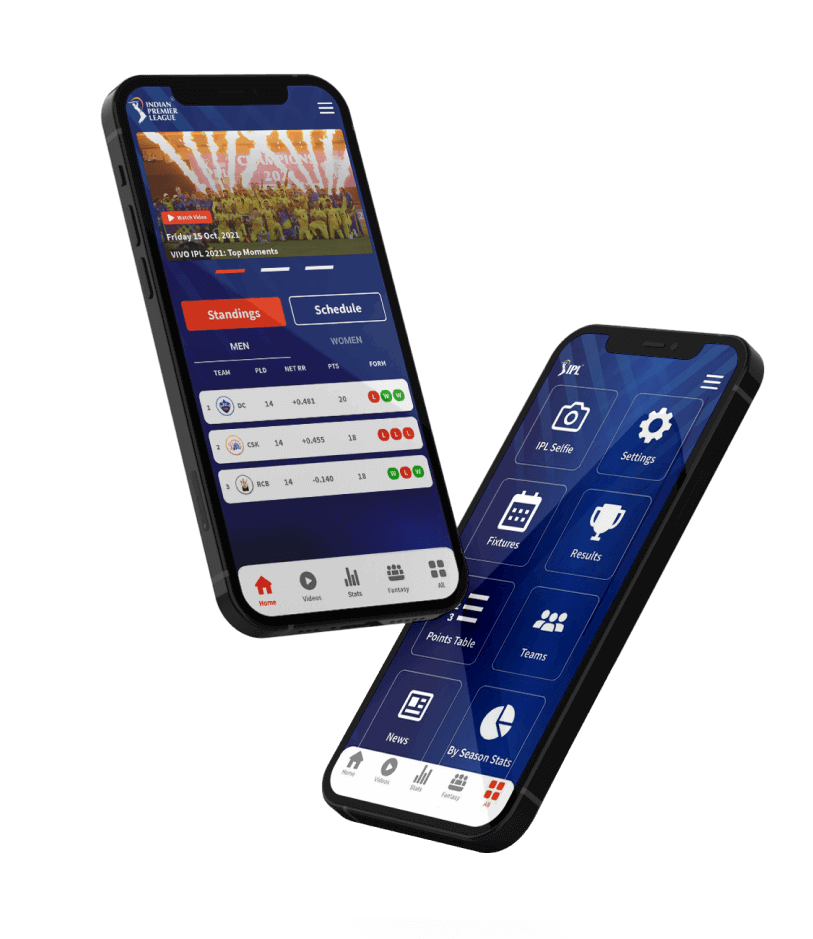 INDIAN
PREMIER
LEAGUE
CHAMPIONS
Watch Video
Friday 15 Oct, 2021
VIVO IPL 2021: Top Moments
Standings
Schedule
MEN
WOMEN
TEAM PLD NET RR PTS FORM
1 DC 14 +0.481 20 L W W
2 CSK 14 +0.455 18 L L L
3 RCB 14 -0.140 18 W L W
Home Videos Stats Fantasy All
IPL
IPL Selfie
Settings
Fixtures
Results
3
Points Table
Teams
News
By Season Stats
Home Videos Stats Fantasy All